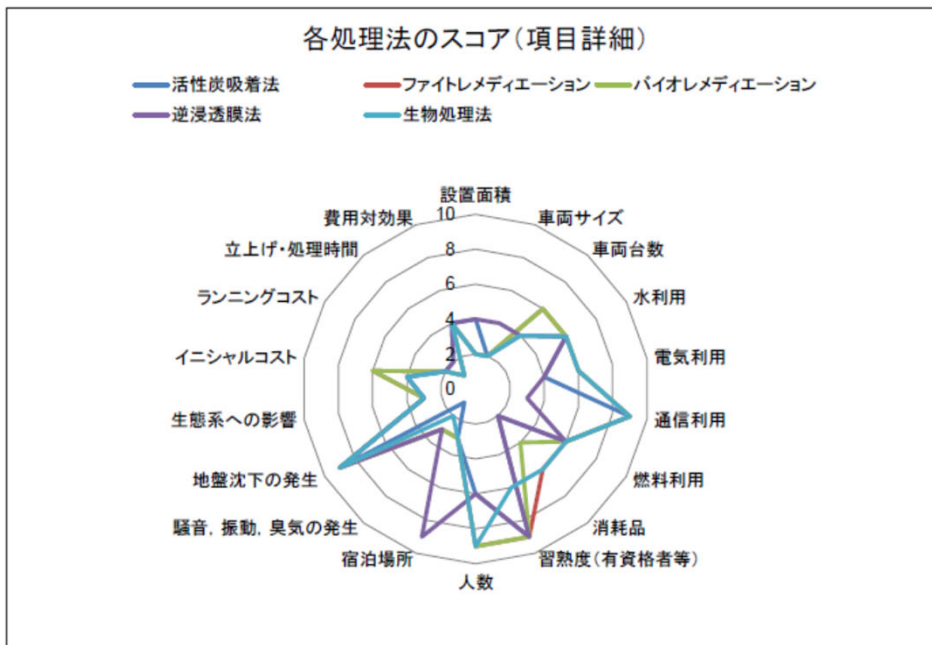 各処理法のスコア(項目詳細)
活性炭吸着法 ファイトレメディエーション バイオレメディエーション
逆浸透膜法 生物処理法
設置面積
車両サイズ
車両台数
水利用
電気利用
通信利用
燃料利用
消耗品
習熟度(有資格者等)
人数
宿泊場所
騒音, 振動, 臭気の発生
地盤沈下の発生
生態系への影響
イニシャルコスト
ランニングコスト
立上げ・処理時間
費用対効果
10
8
6
4
2
0